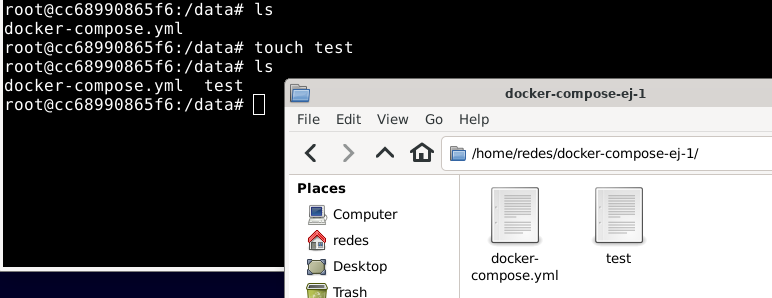 root@cc68990865f6:/data# ls
docker-compose.yml
root@cc68990865f6:/data# touch test
root@cc68990865f6:/data# ls
docker-compose.yml  test
root@cc68990865f6:/data#
docker-compose-ej-1
File Edit View Go Help
/home/redes/docker-compose-ej-1/
Places
Computer
redes
Desktop
Trash
docker-
compose.yml
test